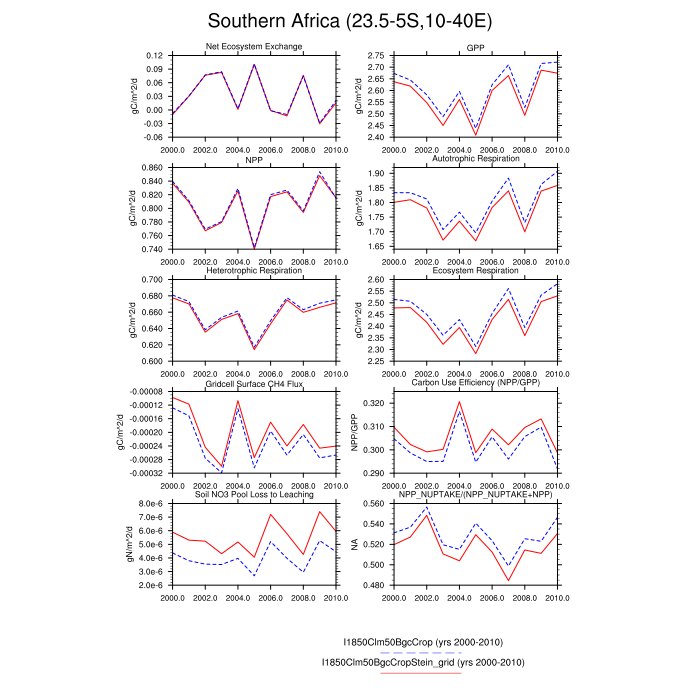 Southern Africa (23.5-5S,10-40E)
Net Ecosystem Exchange
gC/m^2/d
0.12
0.09
0.06
0.03
0.00
-0.03
-0.06
2000.0 2002.0 2004.0 2006.0 2008.0 2010.0
GPP
gC/m^2/d
2.75
2.70
2.65
2.60
2.55
2.50
2.45
2.40
2000.0 2002.0 2004.0 2006.0 2008.0 2010.0
NPP
gC/m^2/d
0.860
0.840
0.820
0.800
0.780
0.760
0.740
2000.0 2002.0 2004.0 2006.0 2008.0 2010.0
Autotrophic Respiration
gC/m^2/d
1.90
1.85
1.80
1.75
1.70
1.65
2000.0 2002.0 2004.0 2006.0 2008.0 2010.0
Heterotrophic Respiration
gC/m^2/d
0.700
0.680
0.660
0.640
0.620
0.600
2000.0 2002.0 2004.0 2006.0 2008.0 2010.0
Ecosystem Respiration
gC/m^2/d
2.60
2.55
2.50
2.45
2.40
2.35
2.30
2.25
2000.0 2002.0 2004.0 2006.0 2008.0 2010.0
Gridcell Surface CH4 Flux
gC/m^2/d
-0.00008
-0.00012
-0.00016
-0.00020
-0.00024
-0.00028
-0.00032
2000.0 2002.0 2004.0 2006.0 2008.0 2010.0
Carbon Use Efficiency (NPP/GPP)
NPP/GPP
0.320
0.310
0.300
0.290
2000.0 2002.0 2004.0 2006.0 2008.0 2010.0
Soil NO3 Pool Loss to Leaching
gN/m^2/d
8.0e-6
7.0e-6
6.0e-6
5.0e-6
4.0e-6
3.0e-6
2.0e-6
2000.0 2002.0 2004.0 2006.0 2008.0 2010.0
NPP_NUPTAKE/(NPP_NUPTAKE+NPP)
NA
0.560
0.540
0.520
0.500
0.480
2000.0 2002.0 2004.0 2006.0 2008.0 2010.0
I1850Clm50BgcCrop (yrs 2000-2010)
I1850Clm50BgcCropStein_grid (yrs 2000-2010)